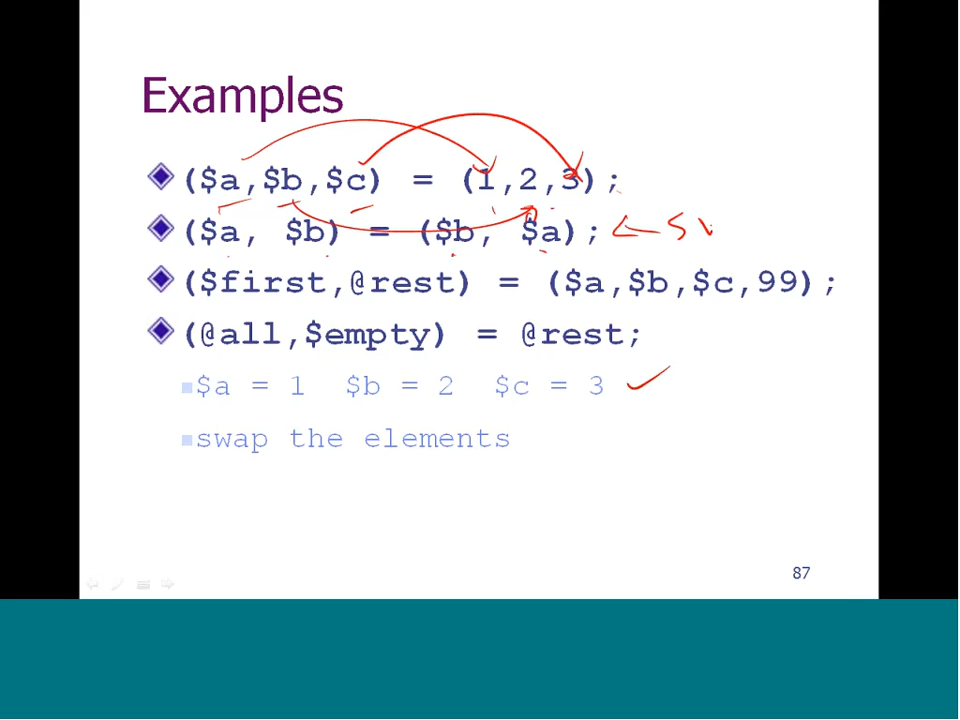 Examples
($a,$b,$c) = (1,2,3);
($a, $b) = ($b, $a);
($first,@rest) = ($a,$b,$c,99);
(@all,$empty) = @rest;
$a = 1 $b = 2 $c = 3
swap the elements
87